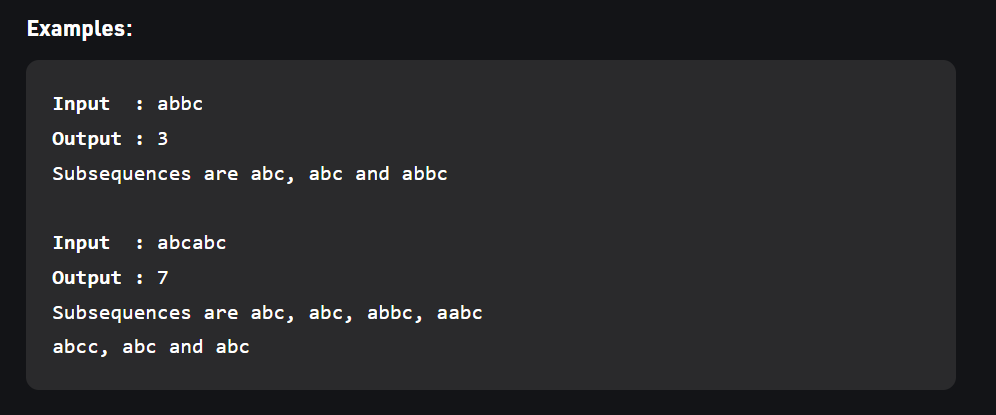 Examples:
Input  : abbc
Output : 3
Subsequences are abc, abc and abbc
Input  : abcabc
Output : 7
Subsequences are abc, abc, abbc, aabc
abcc, abc and abc